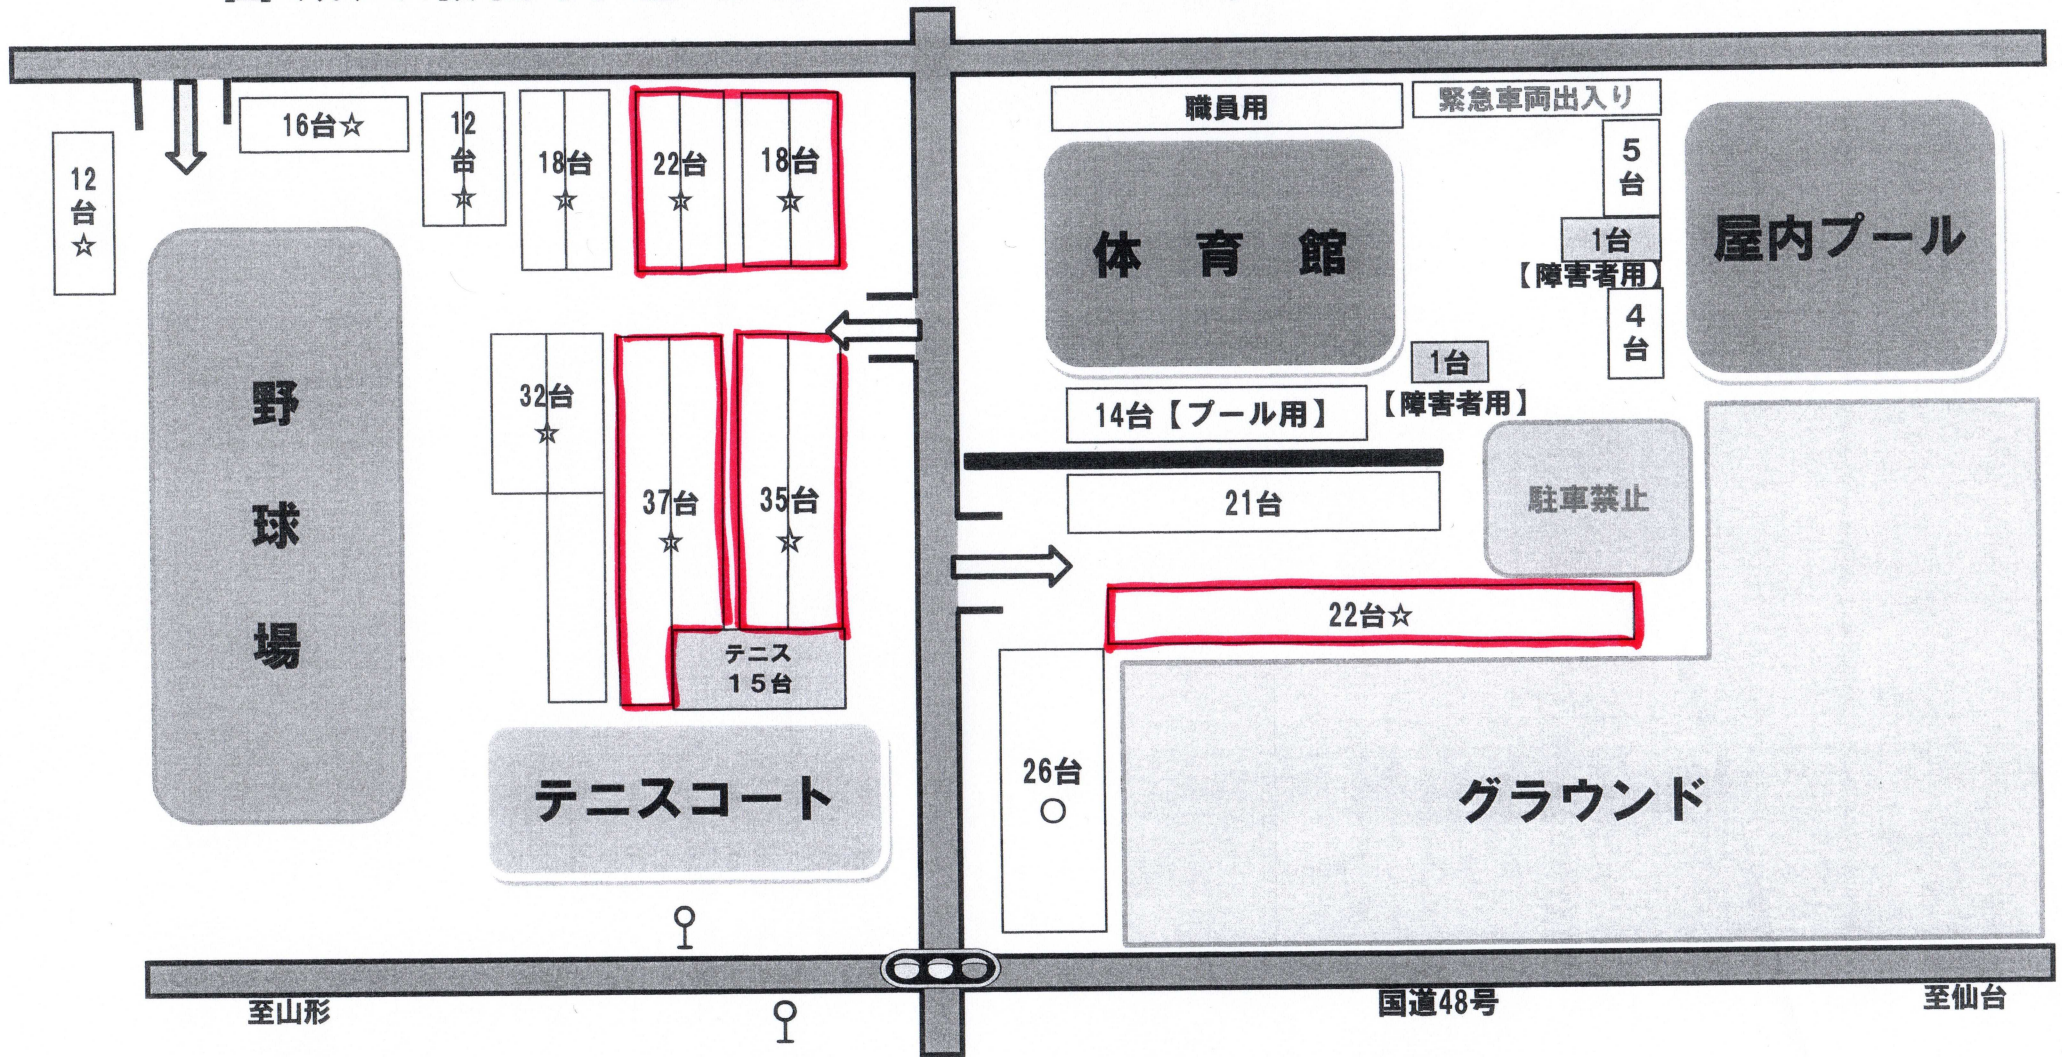 職員用
緊急車両出入り
16台☆
12
台
☆
18台
☆
22台
☆
18台
☆
12
台
☆
5
台
1台
【障害者用】
4
台
体 育 館
屋内プール
1台
【障害者用】
14台【プール用】
32台
☆
野
球
場
37台
☆
35台
☆
21台
駐車禁止
22台☆
テニス
15台
テニスコート
26台
○
グラウンド
至山形
国道48号
至仙台